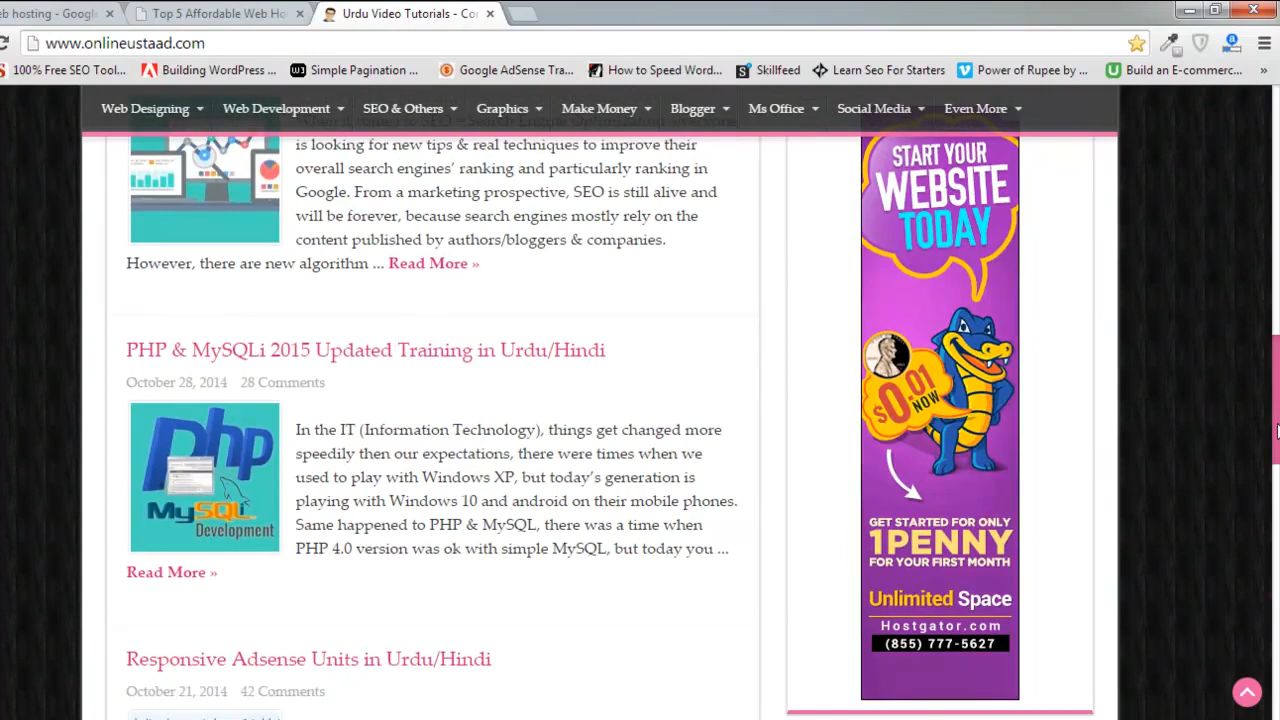 eb hosting - Google
Top 5 Affordable Web Ho
Urdu Video Tutorials - Co
www.onlineustaad.com
100% Free SEO Tool...
Building WordPress ...
Simple Pagination ...
Google AdSense Tra...
How to Speed Word...
Skillfeed
Learn Seo For Starters
Power of Rupee by ...
Build an E-commerc...
»
Web Designing
Web Development
SEO & Others
Graphics
Make Money
Blogger
Ms Office
Social Media
Even More
is looking for new tips & real techniques to improve their
overall search engines’ ranking and particularly ranking in
Google. From a marketing prospective, SEO is still alive and
will be forever, because search engines mostly rely on the
content published by authors/bloggers & companies.
However, there are new algorithm ... Read More »
PHP & MySQLi 2015 Updated Training in Urdu/Hindi
October 28, 2014 28 Comments
php
MySQLi
Development
In the IT (Information Technology), things get changed more
speedily then our expectations, there were times when we
used to play with Windows XP, but today’s generation is
playing with Windows 10 and android on their mobile phones.
Same happened to PHP & MySQL, there was a time when
PHP 4.0 version was ok with simple MySQL, but today you ...
Read More »
Responsive Adsense Units in Urdu/Hindi
October 21, 2014 42 Comments
START YOUR
WEBSITE
TODAY
$0.01
NOW
GET STARTED FOR ONLY
1PENNY
FOR YOUR FIRST MONTH
Unlimited Space
Hostgator.com
(855) 777-5627